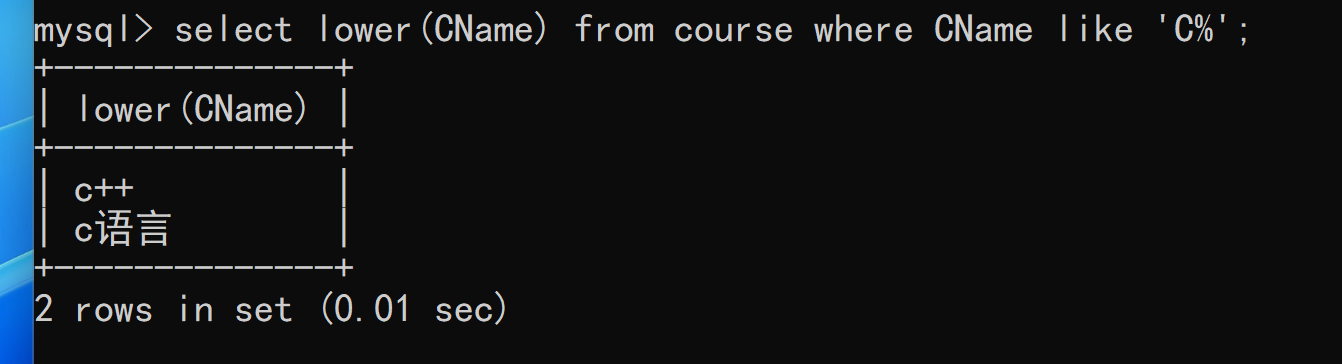 mysql> select lower(CName) from course where CName like 'C%';
+--------------+
| lower(CName) |
+--------------+
| c++          |
| c语言        |
+--------------+
2 rows in set (0.01 sec)